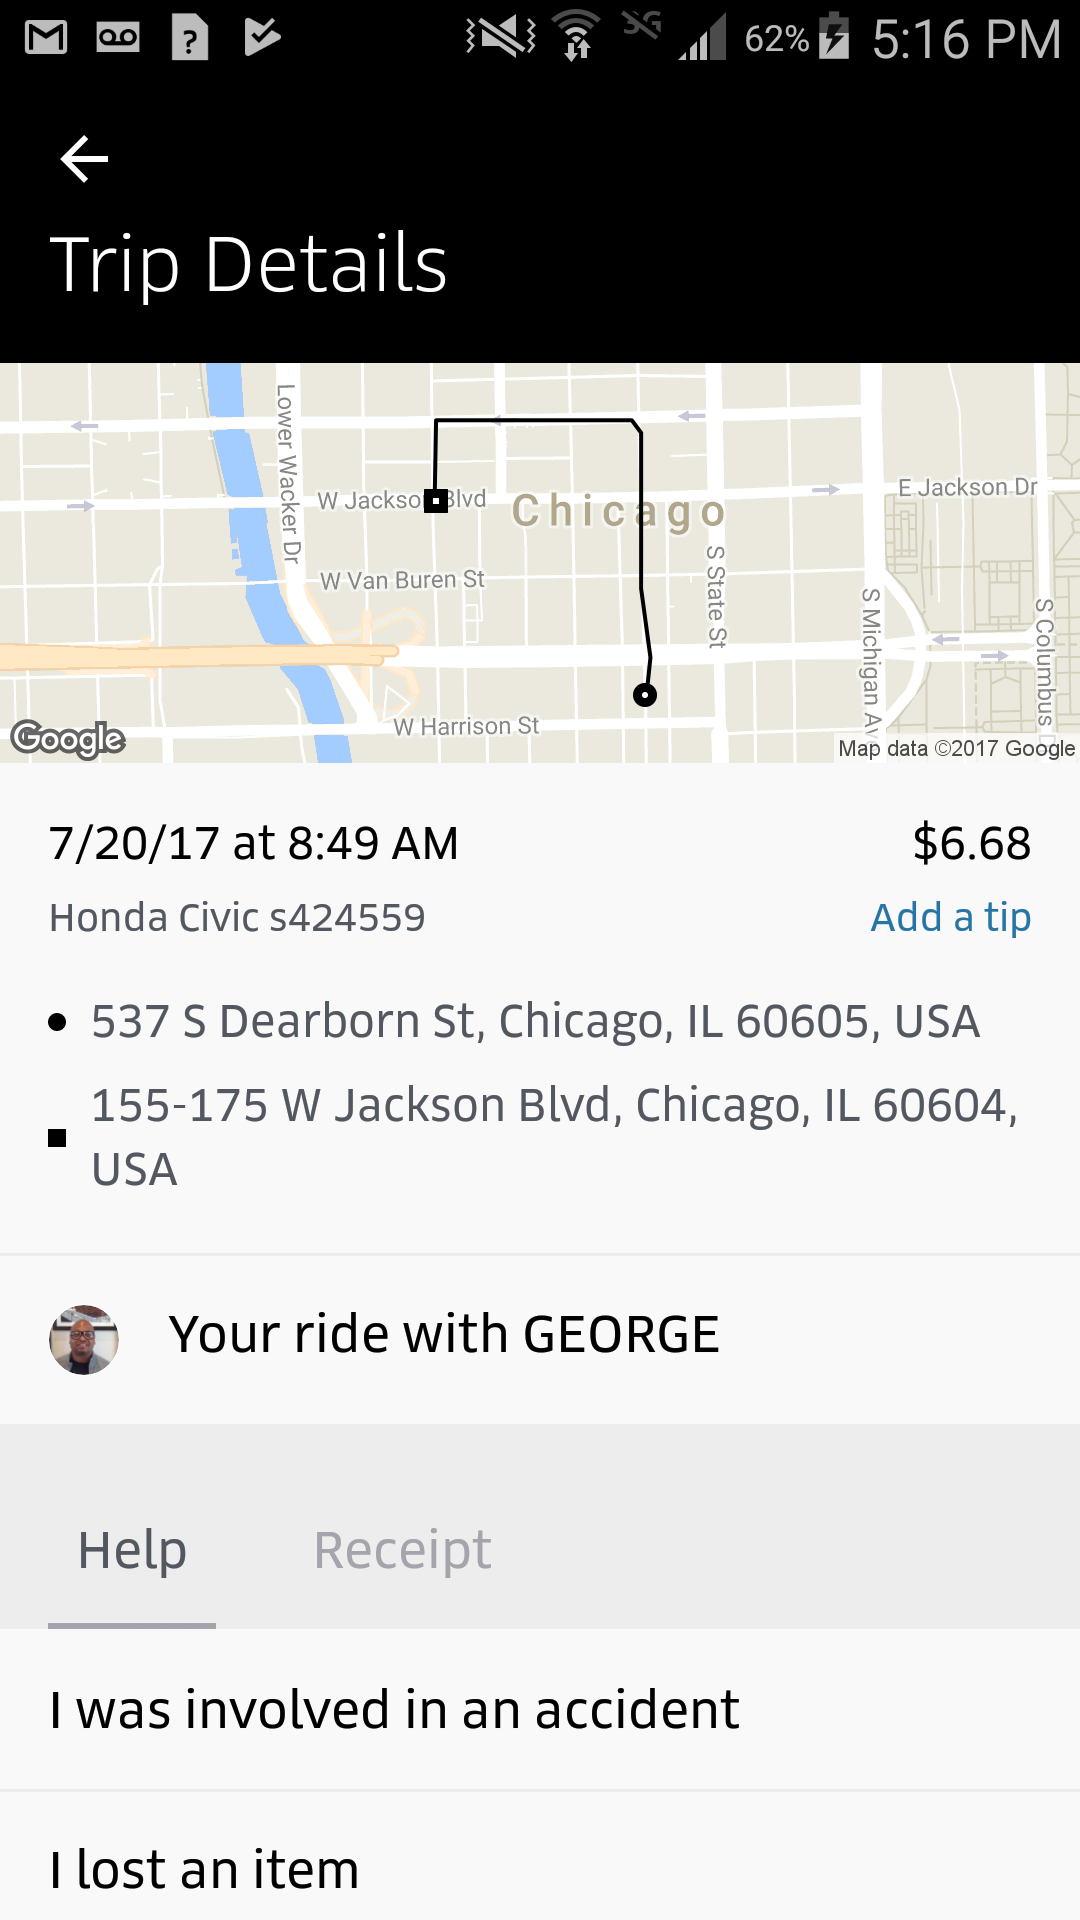 62% 5:16 PM
Trip Details
Lower Wacker Dr
W Jackson Blvd
Chicago
E Jackson Dr
W Van Buren St
S State St
S Michigan Av
S Columbus
W Harrison St
Google
Map data ©2017 Google
7/20/17 at 8:49 AM $6.68
Honda Civic s424559 Add a tip
537 S Dearborn St, Chicago, IL 60605, USA
155-175 W Jackson Blvd, Chicago, IL 60604,
USA
Your ride with GEORGE
Help Receipt
I was involved in an accident
I lost an item